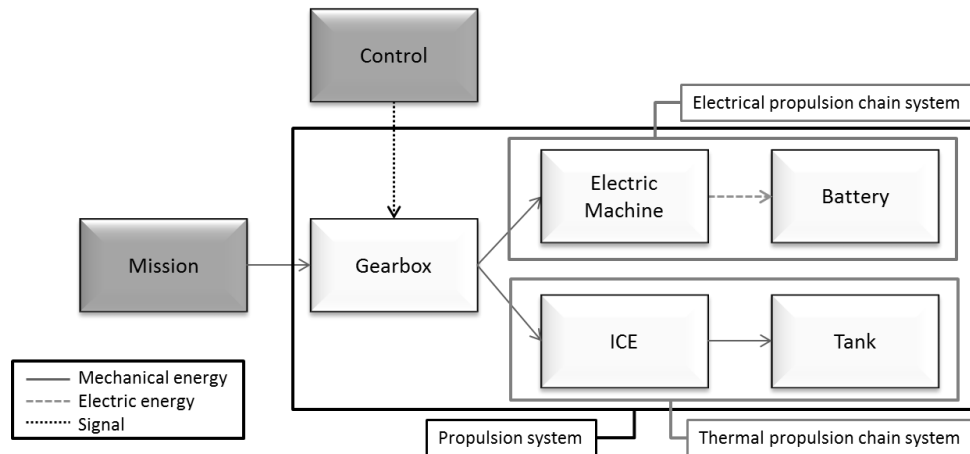 Control
Electrical propulsion chain system
Electric
Machine
Battery
Mission
Gearbox
ICE
Tank
Mechanical energy
Electric energy
Signal
Propulsion system
Thermal propulsion chain system